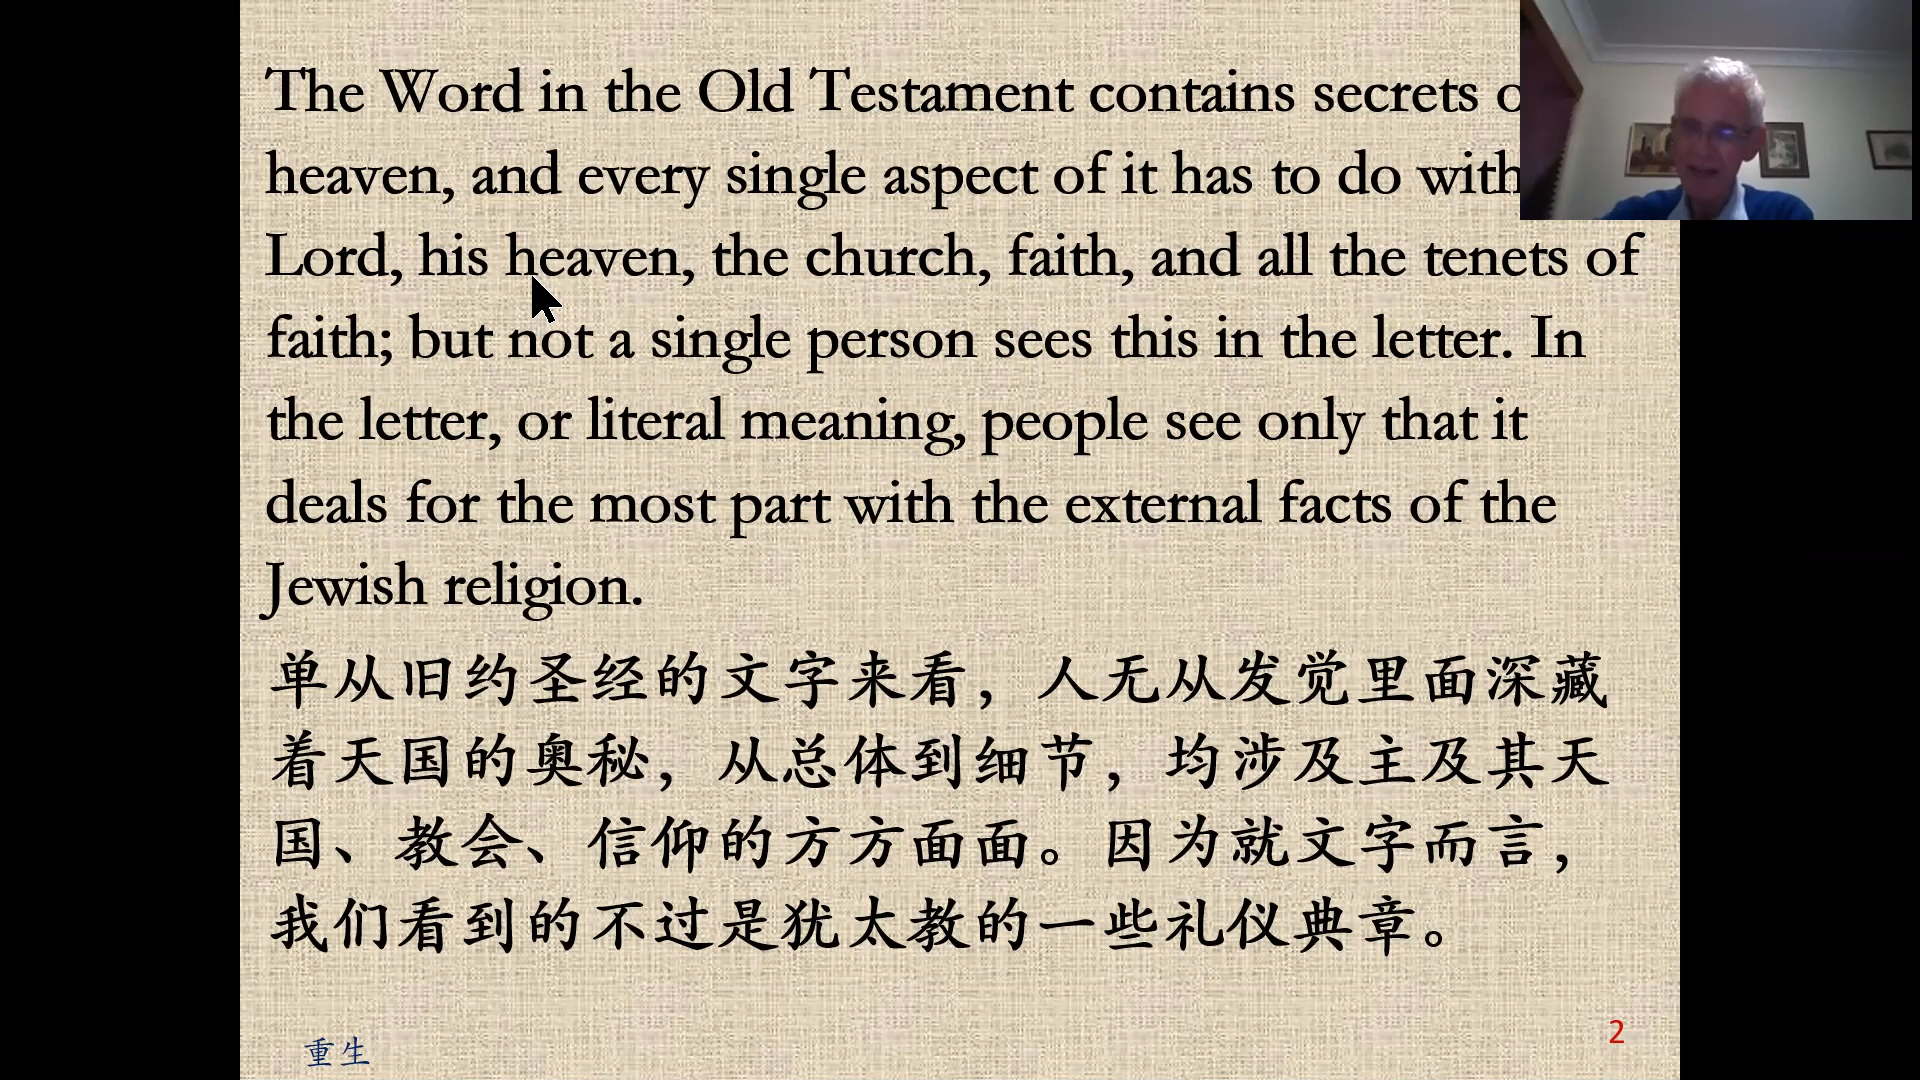 The Word in the Old Testament contains secrets
heaven, and every single aspect of it has to do with
Lord, his heaven, the church, faith, and all the tenets of
faith; but not a single person sees this in the letter. In
the letter, or literal meaning, people see only that it
deals for the most part with the external facts of the
Jewish religion.
单从旧约圣经的文字来看，人无从发觉里面深藏
着天国的奥秘，从总体到细节，均涉及主及其天
国、教会、信仰的方方面面。因为就文字而言，
我们看到的不过是犹太教的一些礼仪典章。
重生
2